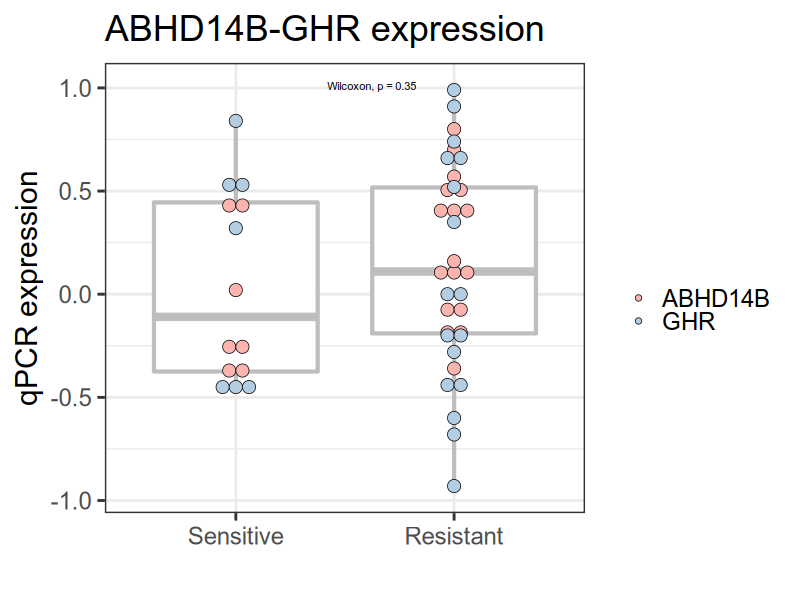 ABHD14B-GHR expression
Wilcoxon, p = 0.35
qPCR expression
1.0
0.5
0.0
-0.5
-1.0
Sensitive
Resistant
ABHD14B
GHR